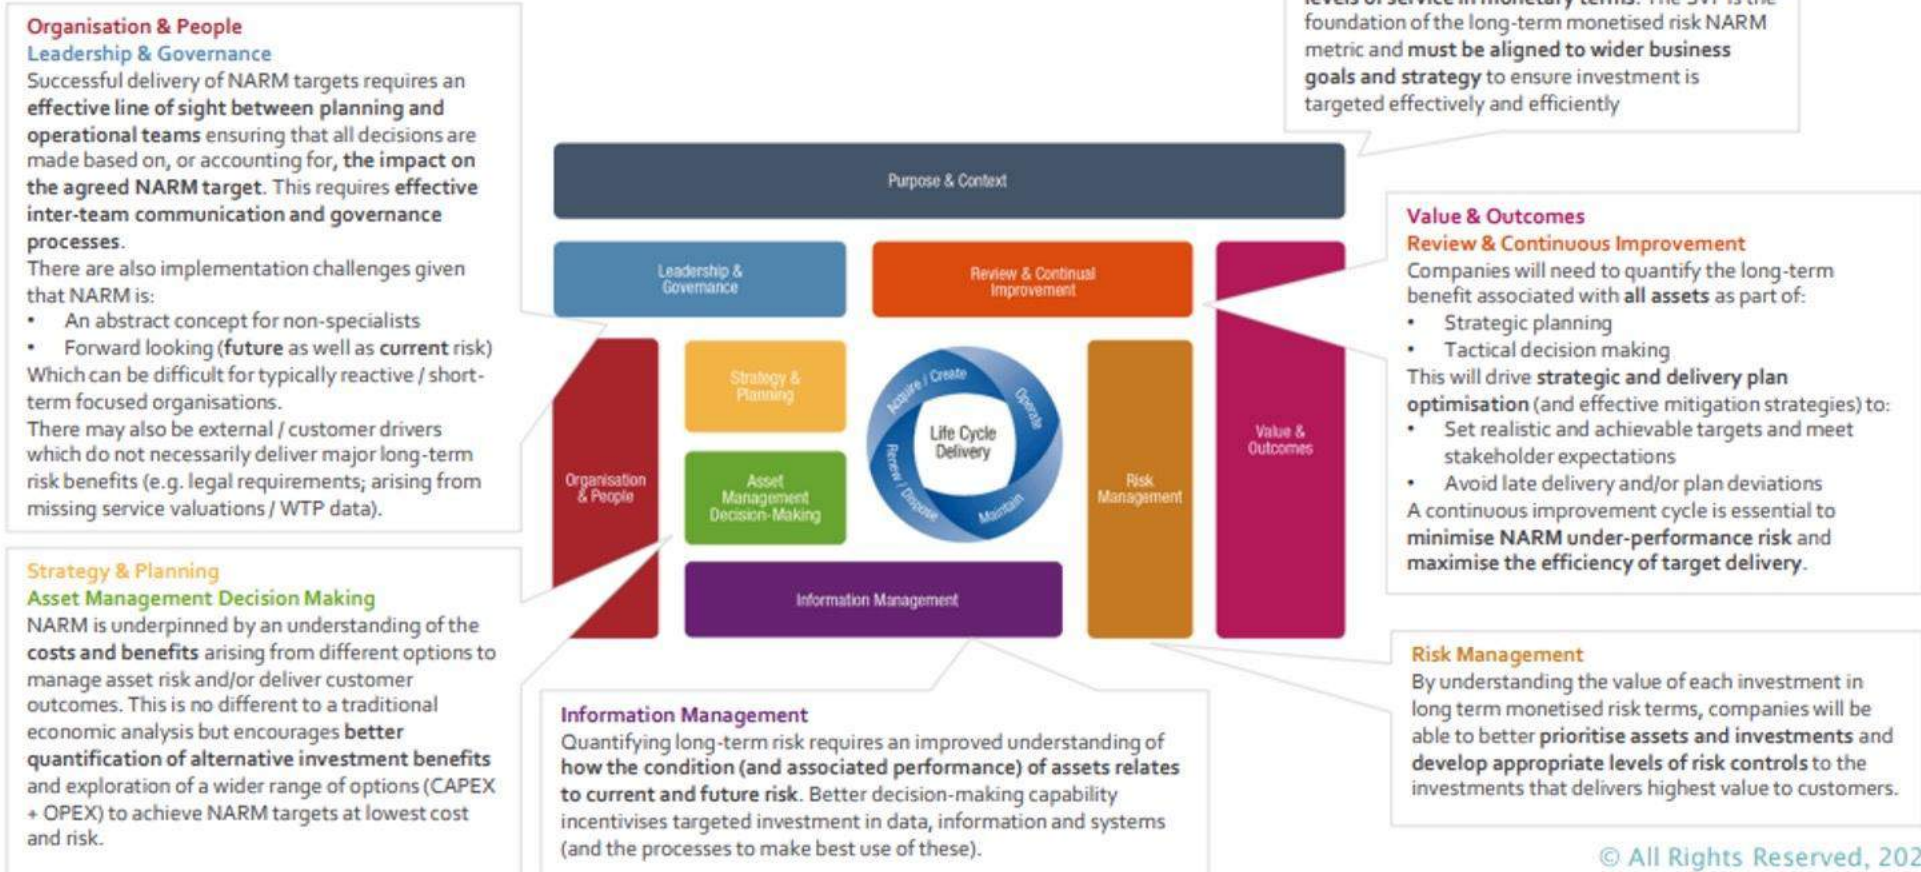 Organisation & People
Leadership & Governance
Successful delivery of NARM targets requires an
effective line of sight between planning and
operational teams ensuring that all decisions are
made based on, or accounting for, the impact on
the agreed NARM target. This requires effective
inter-team communication and governance
processes.
There are also implementation challenges given
that NARM is:
• An abstract concept for non-specialists
• Forward looking (future as well as current risk)
Which can be difficult for typically reactive / short-
term focused organisations.
There may also be external / customer drivers
which do not necessarily deliver major long-term
risk benefits (e.g. legal requirements; arising from
missing service valuations / WTP data).
Strategy & Planning
Asset Management Decision Making
NARM is underpinned by an understanding of the
costs and benefits arising from different options to
manage asset risk and/or deliver customer
outcomes. This is no different to a traditional
economic analysis but encourages better
quantification of alternative investment benefits
and exploration of a wider range of options (CAPEX
+ OPEX) to achieve NARM targets at lowest cost
and risk.
Purpose & Context
Leadership &
Governance
Review & Continual
Improvement
Organisation
& People
Strategy &
Planning
Asset
Management
Decision-Making
Acquire / Create
Operate
Maintain
Renew / Dispose
Life Cycle
Delivery
Risk
Management
Value &
Outcomes
Information Management
Information Management
Quantifying long-term risk requires an improved understanding of
how the condition (and associated performance) of assets relates
to current and future risk. Better decision-making capability
incentivises targeted investment in data, information and systems
(and the processes to make best use of these).
levels of service in monetary terms. The SVF is the
foundation of the long-term monetised risk NARM
metric and must be aligned to wider business
goals and strategy to ensure investment is
targeted effectively and efficiently
Value & Outcomes
Review & Continuous Improvement
Companies will need to quantify the long-term
benefit associated with all assets as part of:
• Strategic planning
• Tactical decision making
This will drive strategic and delivery plan
optimisation (and effective mitigation strategies) to:
• Set realistic and achievable targets and meet
stakeholder expectations
• Avoid late delivery and/or plan deviations
A continuous improvement cycle is essential to
minimise NARM under-performance risk and
maximise the efficiency of target delivery.
Risk Management
By understanding the value of each investment in
long term monetised risk terms, companies will be
able to better prioritise assets and investments and
develop appropriate levels of risk controls to the
investments that delivers highest value to customers.
© All Rights Reserved, 202